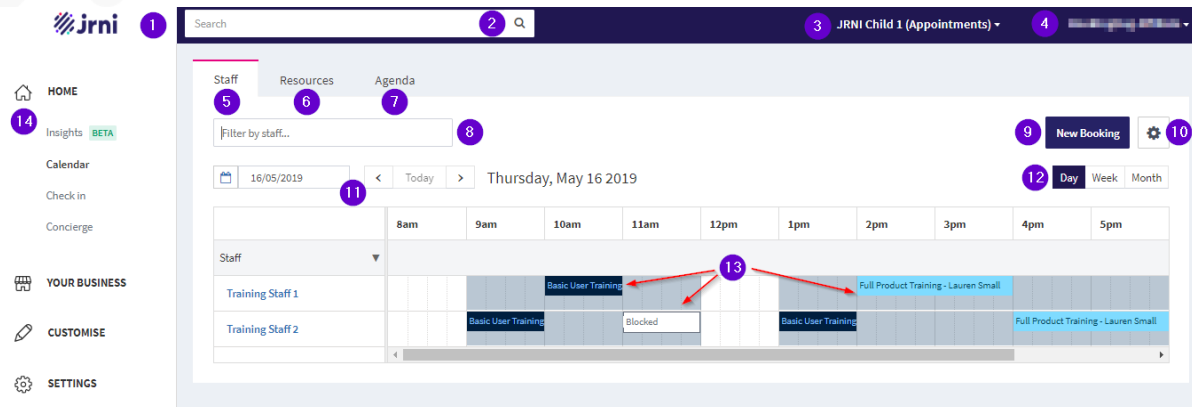 jrni 1 Search 2 3 JRNI Child 1 (Appointments) 4
Staff Resources Agenda
HOME
5 6 7
14
Insights BETA
Filter by staff... 8 9 New Booking 10
Calendar
16/05/2019 11 < Today > Thursday, May 16 2019 12 Day Week Month
Check in
Concierge
8am 9am 10am 11am 12pm 1pm 2pm 3pm 4pm 5pm
Staff
13
YOUR BUSINESS
Training Staff 1 Basic User Training Full Product Training - Lauren Small
Training Staff 2 Basic User Training Blocked Basic User Training Full Product Training - Lauren Small
CUSTOMISE
SETTINGS